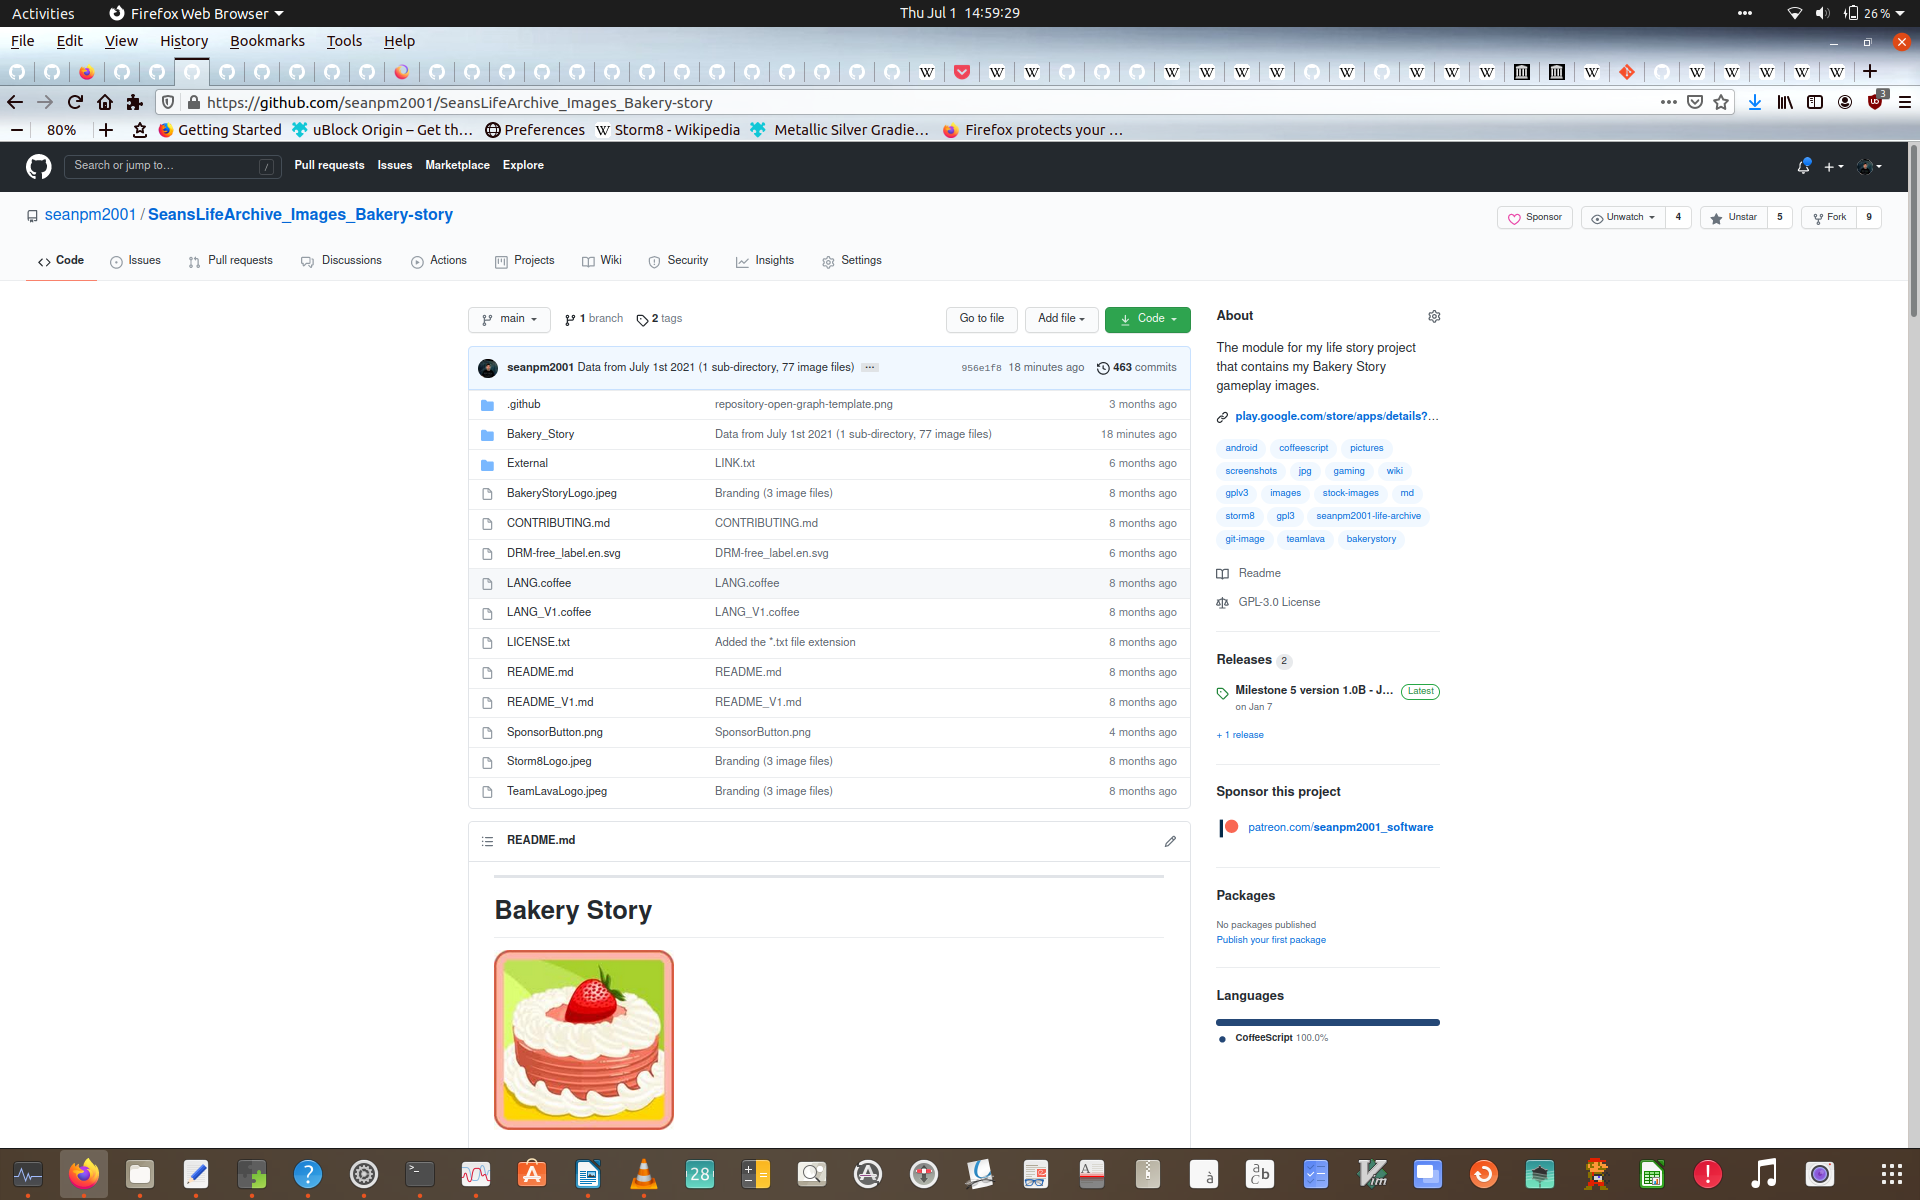 Activities Firefox Web Browser Thu Jul 1 14:59:29 26 %
File Edit View History Bookmarks Tools Help
https://github.com/seanpm2001/SeansLifeArchive_Images_Bakery-story 3
80% Getting Started uBlock Origin – Get th… Preferences Storm8 - Wikipedia Metallic Silver Gradie… Firefox protects your …
Search or jump to… / Pull requests Issues Marketplace Explore
seanpm2001 / SeansLifeArchive_Images_Bakery-story Sponsor Unwatch 4 Unstar 5 Fork 9
Code Issues Pull requests Discussions Actions Projects Wiki Security Insights Settings
main 1 branch 2 tags Go to file Add file Code
seanpm2001 Data from July 1st 2021 (1 sub-directory, 77 image files) ... 956e1f8 18 minutes ago 463 commits
.github repository-open-graph-template.png 3 months ago
Bakery_Story Data from July 1st 2021 (1 sub-directory, 77 image files) 18 minutes ago
External LINK.txt 6 months ago
BakeryStoryLogo.jpeg Branding (3 image files) 8 months ago
CONTRIBUTING.md CONTRIBUTING.md 8 months ago
DRM-free_label.en.svg DRM-free_label.en.svg 6 months ago
LANG.coffee LANG.coffee 8 months ago
LANG_V1.coffee LANG_V1.coffee 8 months ago
LICENSE.txt Added the *.txt file extension 8 months ago
README.md README.md 8 months ago
README_V1.md README_V1.md 8 months ago
SponsorButton.png SponsorButton.png 4 months ago
Storm8Logo.jpeg Branding (3 image files) 8 months ago
TeamLavaLogo.jpeg Branding (3 image files) 8 months ago
README.md
Bakery Story
About
The module for my life story project
that contains my Bakery Story
gameplay images.
play.google.com/store/apps/details?…
android coffeescript pictures
screenshots jpg gaming wiki
gplv3 images stock-images md
storm8 gpl3 seanpm2001-life-archive
git-image teamlava bakerystory
Readme
GPL-3.0 License
Releases 2
Milestone 5 version 1.0B - J… Latest
on Jan 7
+ 1 release
Sponsor this project
patreon.com/seanpm2001_software
Packages
No packages published
Publish your first package
Languages
CoffeeScript 100.0%
28